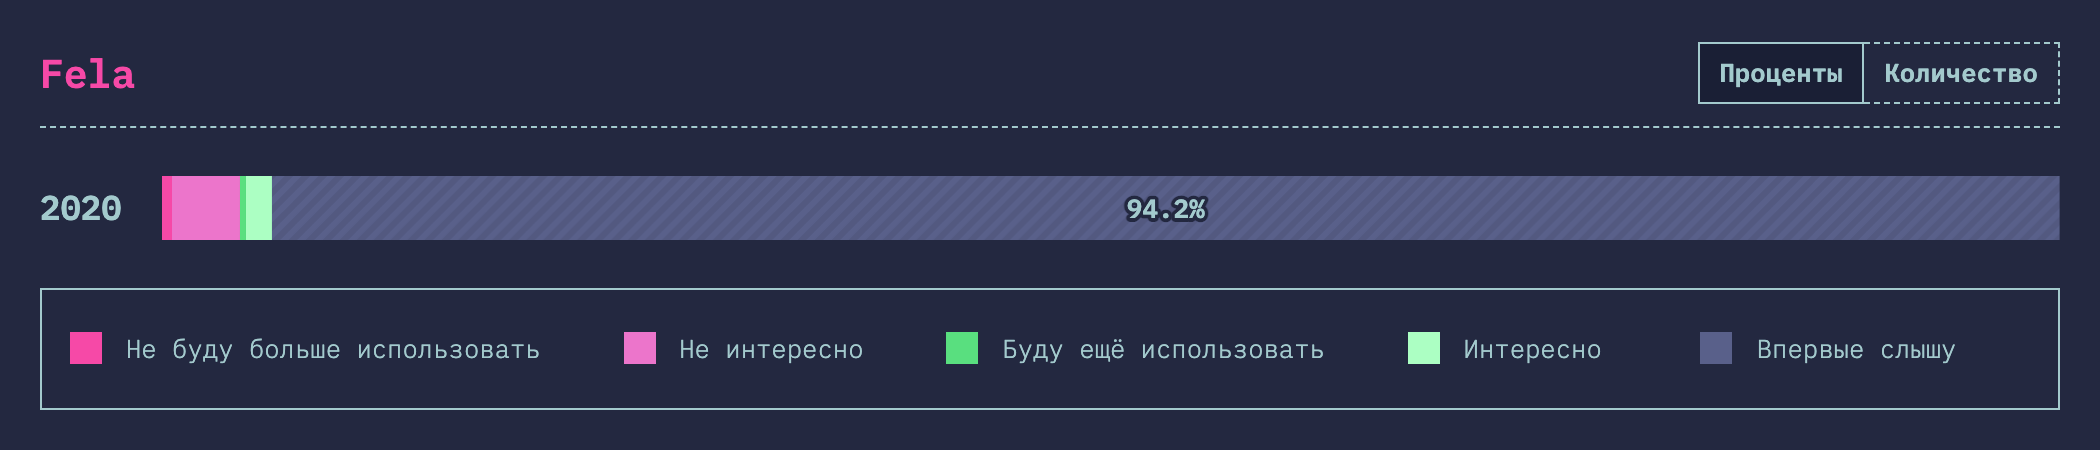 Fela
Проценты Количество
2020 94.2%
Не буду больше использовать Не интересно Буду ещё использовать Интересно Впервые слышу